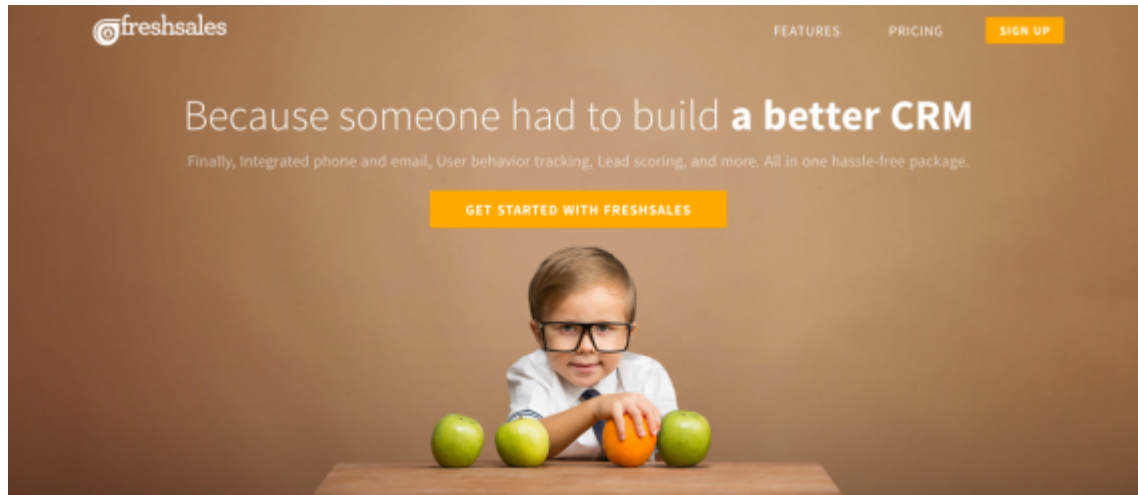 freshsales
FEATURES
PRICING
SIGN UP
Because someone had to build a better CRM
Finally, Integrated phone and email, User behavior tracking, Lead scoring, and more. All in one hassle-free package.
GET STARTED WITH FRESHSALES